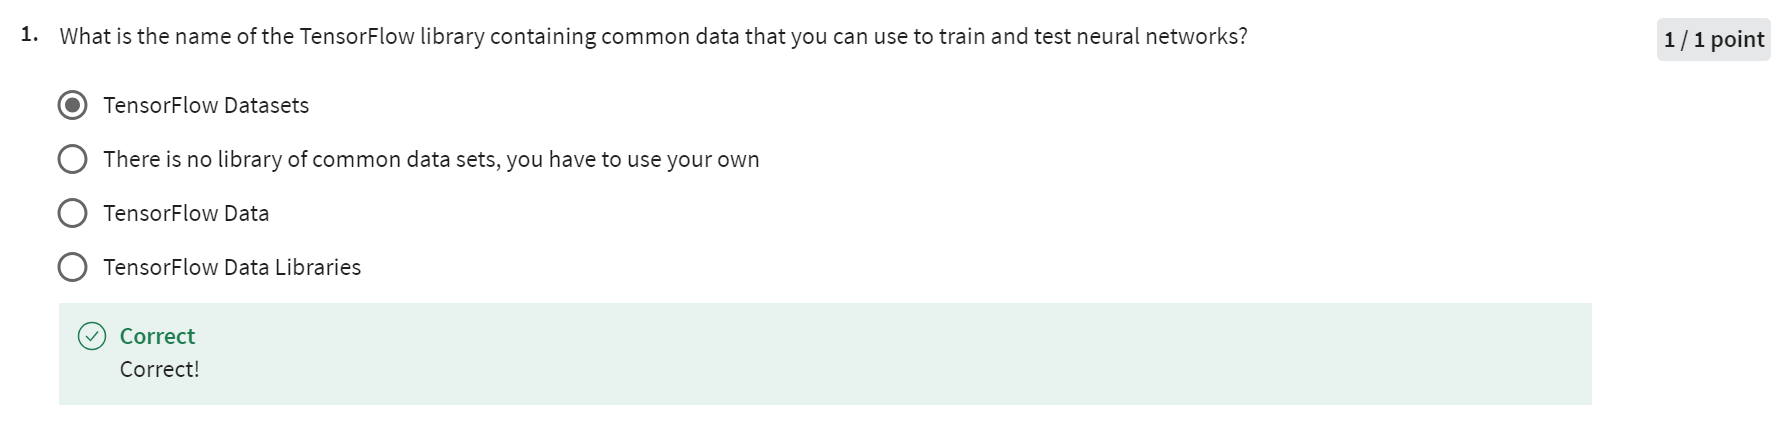 1. What is the name of the TensorFlow library containing common data that you can use to train and test neural networks?
1 / 1 point
TensorFlow Datasets
There is no library of common data sets, you have to use your own
TensorFlow Data
TensorFlow Data Libraries
Correct
Correct!